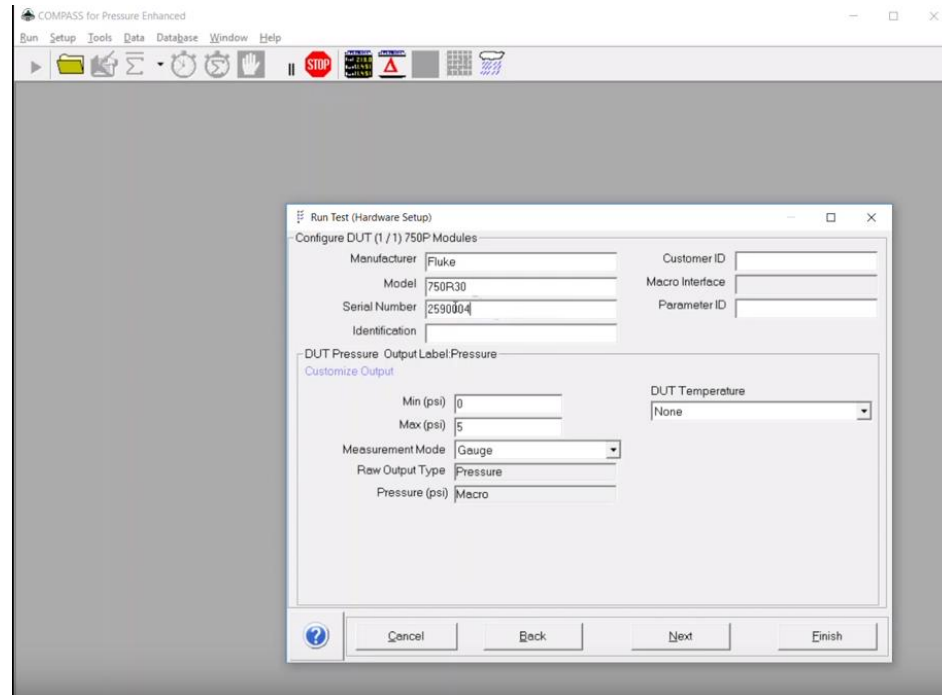 COMPASS for Pressure Enhanced
Run Setup Tools Data Database Window Help
STOP
Run Test (Hardware Setup)
Configure DUT (1 / 1) 750P Modules
Manufacturer Fluke
Customer ID
Model 750R30
Macro Interface
Serial Number 2590004
Parameter ID
Identification
DUT Pressure Output Label:Pressure
Customize Output
DUT Temperature
None
Min (psi) 0
Max (psi) 5
Measurement Mode Gauge
Raw Output Type Pressure
Pressure (psi) Macro
Cancel Back Next Finish